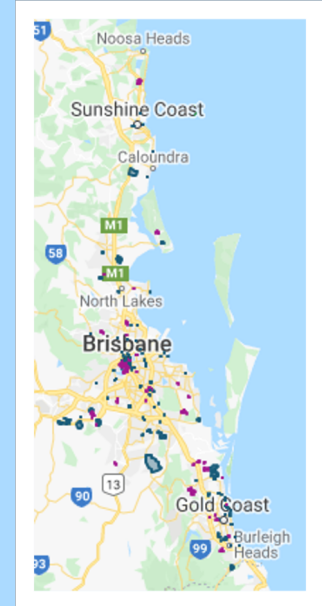 51
Noosa Heads
Sunshine Coast
Caloundra
M1
58
M1
North Lakes
Brisbane
13
90
Gold Coast
Burleigh
Heads
99
93